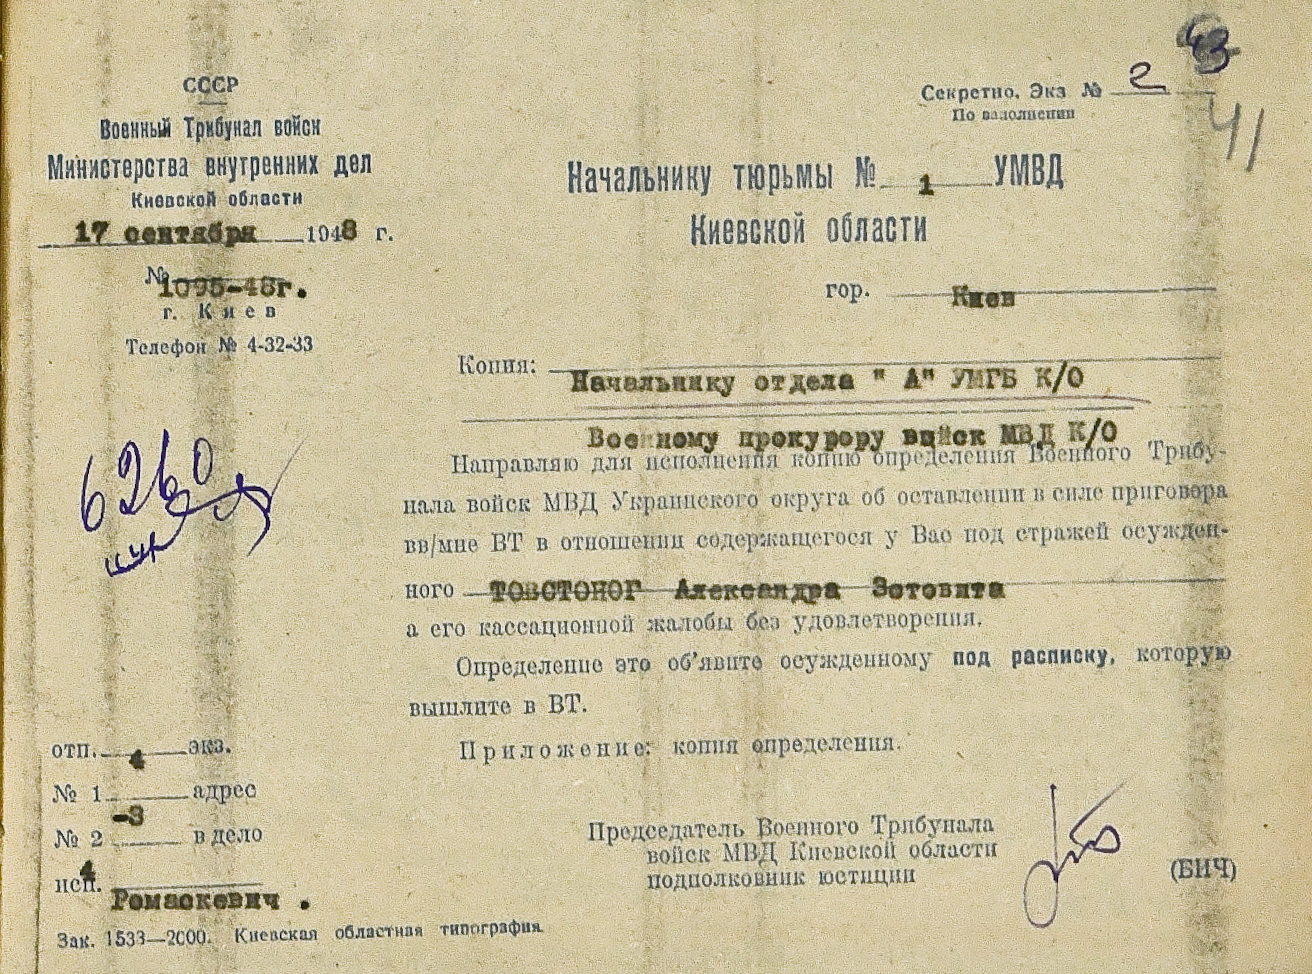 СССР
Военный Трибунал войск
Министерства внутренних дел
Киевской области
17 сентября 1948 г.
№ 1095-48г.
г. Киев
Телефон № 4-32-33
43
41
Секретно. Экз № 2
По заполнении
Начальнику тюрьмы № 1 УМВД
Киевской области
гор. Киев
Копия: Начальнику отдела " А" УМГБ К/О
Военному прокурору войск МВД К/О
6260
Направляю для исполнения копию определения Военного Трибу-
нала войск МВД Украинского округа об оставлении в силе приговора
вв/мне ВТ в отношении содержащегося у Вас под стражей осужден-
ного ТОВСТОНОГ Александра Зотовита
а его кассационной жалобы без удовлетворения.
Определение это об'явите осужденному под расписку, которую
вышлите в ВТ.
Приложение: копия определения.
отп. 4 экз.
№ 1 адрес
№ 2 -3 в дело
4
исп. Ромаскевич .
Председатель Военного Трибунала
войск МВД Киевской области
подполковник юстиции
(БИЧ)
Зак. 1533—2000. Киевская областная типография